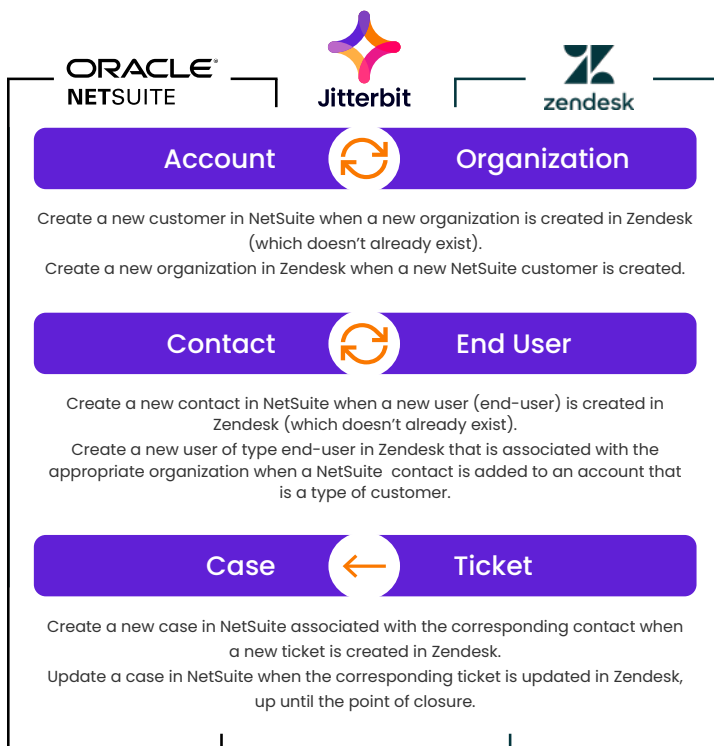 ORACLE®
NETSUITE
Jitterbit
zendesk
Account
Organization
Create a new customer in NetSuite when a new organization is created in Zendesk
(which doesn’t already exist).
Create a new organization in Zendesk when a new NetSuite customer is created.
Contact
End User
Create a new contact in NetSuite when a new user (end-user) is created in
Zendesk (which doesn’t already exist).
Create a new user of type end-user in Zendesk that is associated with the
appropriate organization when a NetSuite contact is added to an account that
is a type of customer.
Case
Ticket
Create a new case in NetSuite associated with the corresponding contact when
a new ticket is created in Zendesk.
Update a case in NetSuite when the corresponding ticket is updated in Zendesk,
up until the point of closure.